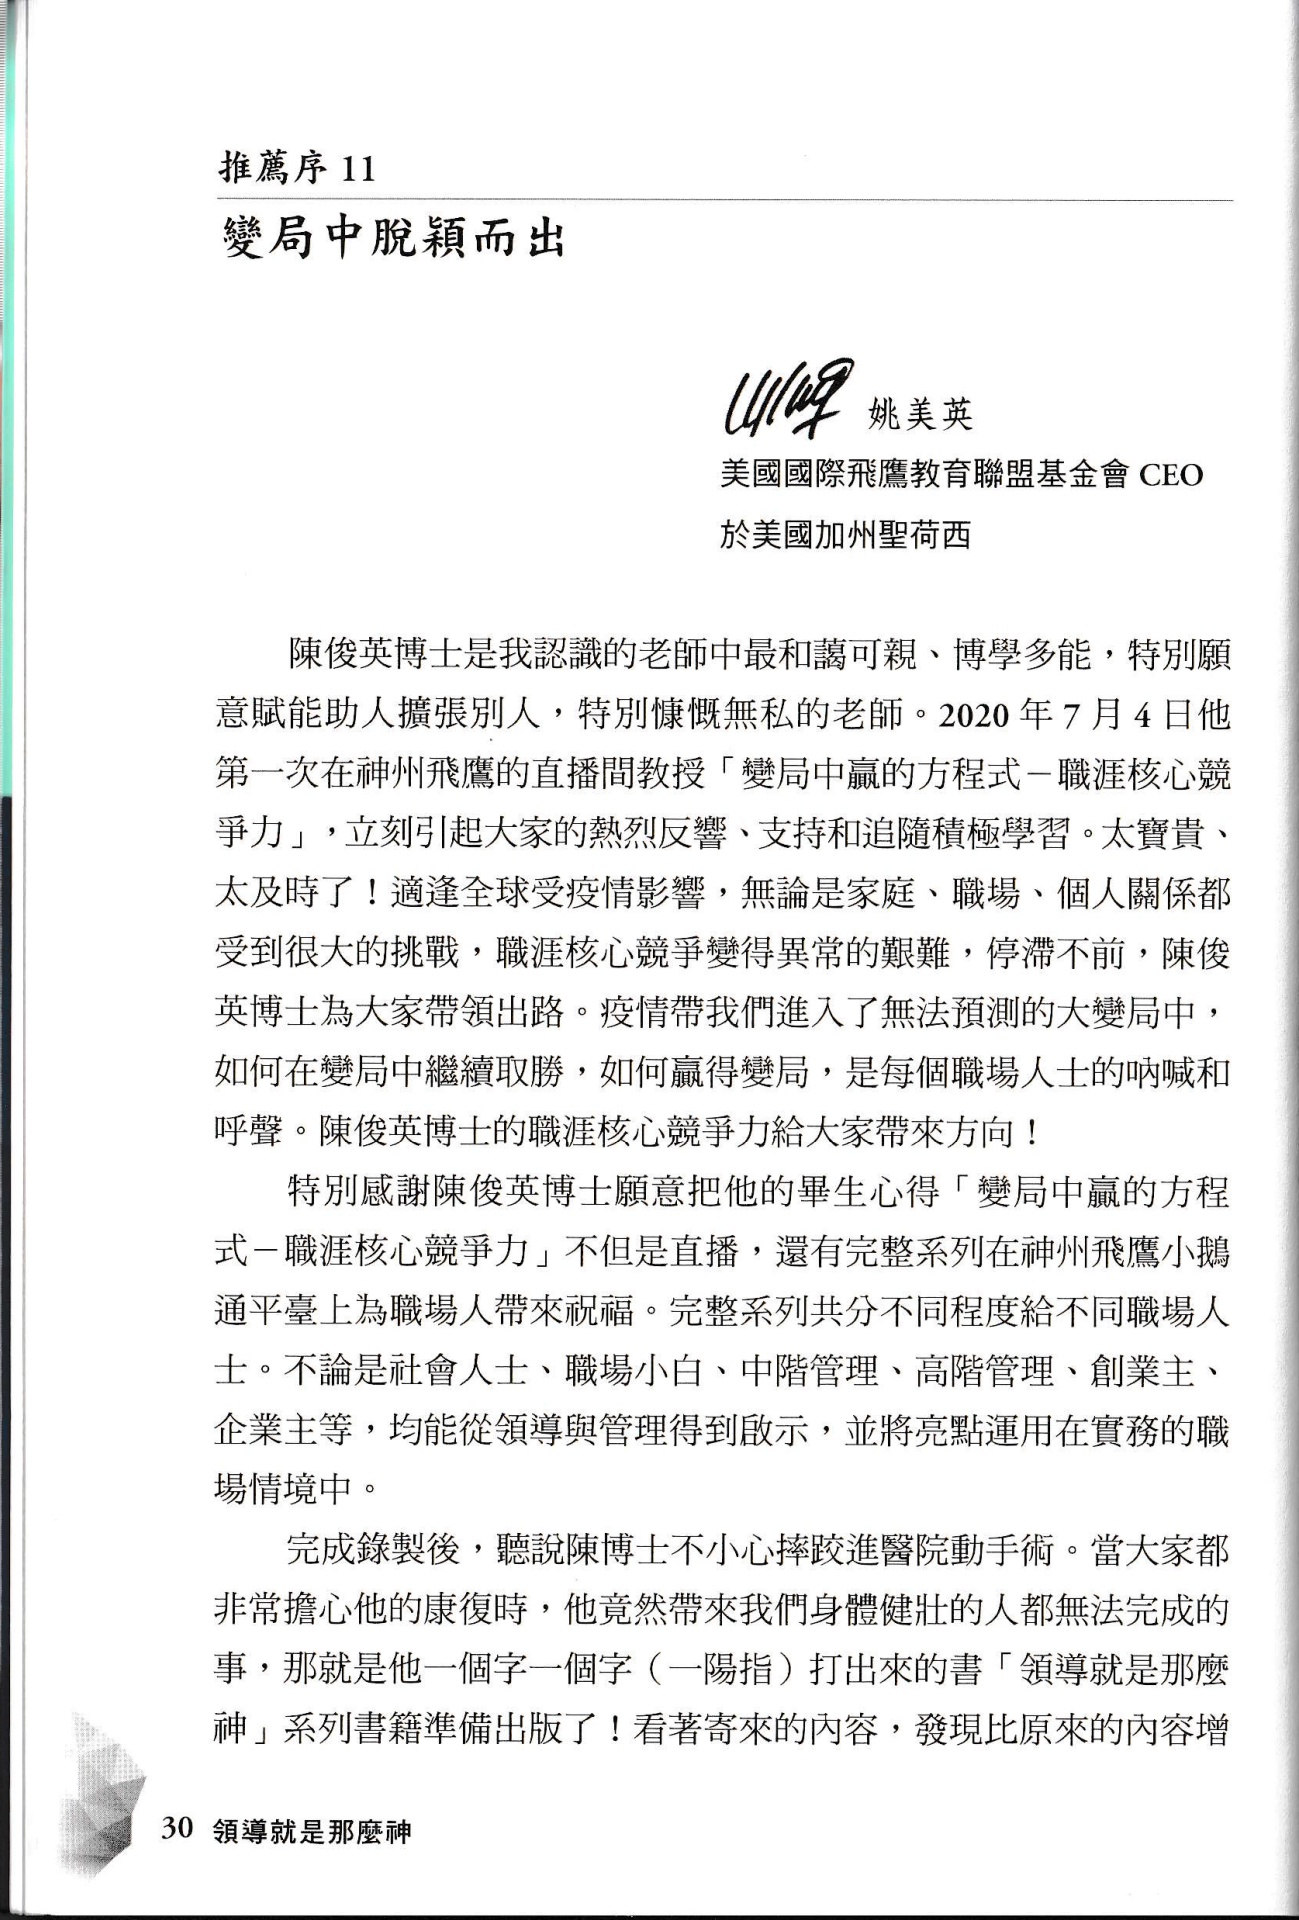 推薦序 11
變局中脫穎而出
姚美英
美國國際飛鷹教育聯盟基金會 CEO
於美國加州聖荷西
陳俊英博士是我認識的老師中最和藹可親、博學多能，特別願
意賦能助人擴張別人，特別慷慨無私的老師。2020 年 7 月 4 日他
第一次在神州飛鷹的直播間教授「變局中贏的方程式－職涯核心競
爭力」，立刻引起大家的熱烈反響、支持和追隨積極學習。太寶貴、
太及時了！適逢全球受疫情影響，無論是家庭、職場、個人關係都
受到很大的挑戰，職涯核心競爭變得異常的艱難，停滯不前，陳俊
英博士為大家帶領出路。疫情帶我們進入了無法預測的大變局中，
如何在變局中繼續取勝，如何贏得變局，是每個職場人士的吶喊和
呼聲。陳俊英博士的職涯核心競爭力給大家帶來方向！
特別感謝陳俊英博士願意把他的畢生心得「變局中贏的方程
式－職涯核心競爭力」不但是直播，還有完整系列在神州飛鷹小鵝
通平臺上為職場人帶來祝福。完整系列共分不同程度給不同職場人
士。不論是社會人士、職場小白、中階管理、高階管理、創業主、
企業主等，均能從領導與管理得到啟示，並將亮點運用在實務的職
場情境中。
完成錄製後，聽說陳博士不小心摔跤進醫院動手術。當大家都
非常擔心他的康復時，他竟然帶來我們身體健壯的人都無法完成的
事，那就是他一個字一個字（一陽指）打出來的書「領導就是那麼
神」系列書籍準備出版了！看著寄來的內容，發現比原來的內容增
30 領導就是那麼神